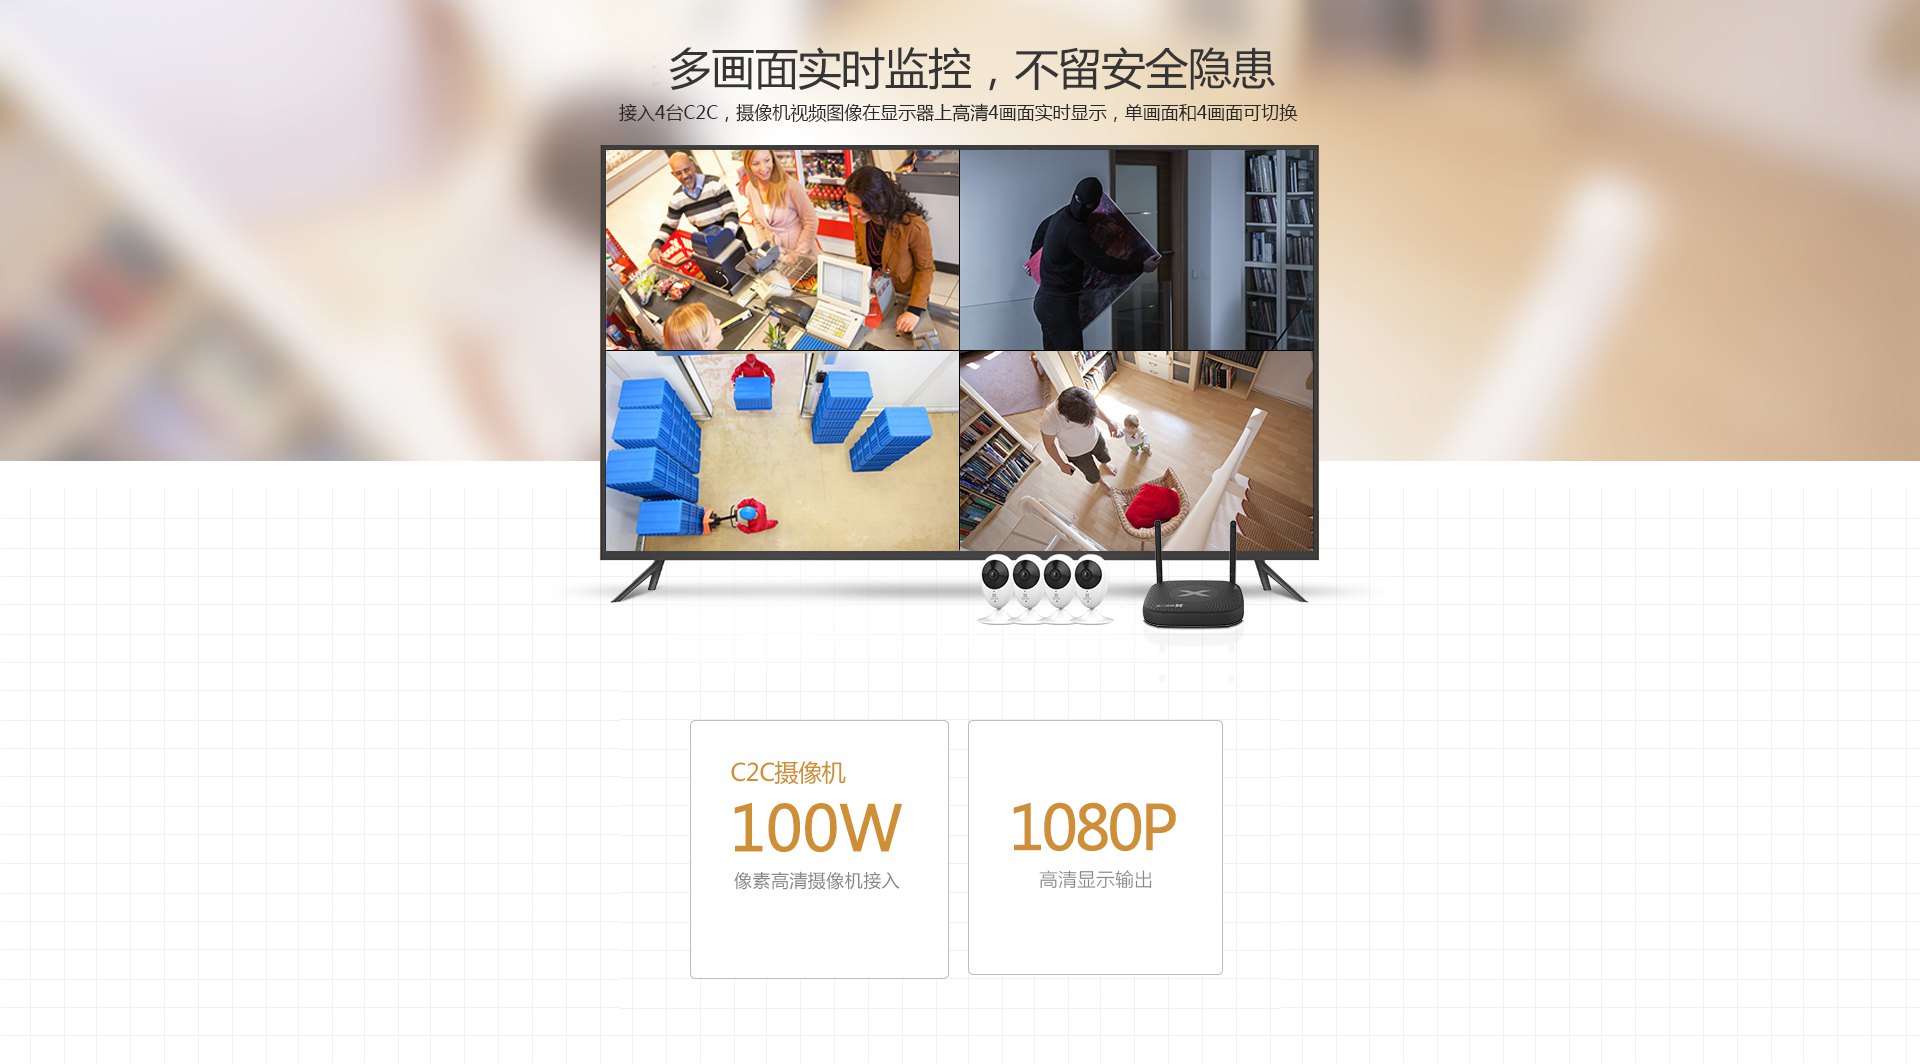 多画面实时监控，不留安全隐患
接入4台C2C，摄像机视频图像在显示器上高清4画面实时显示，单画面和4画面可切换
C2C摄像机
100W
像素高清摄像机接入
1080P
高清显示输出